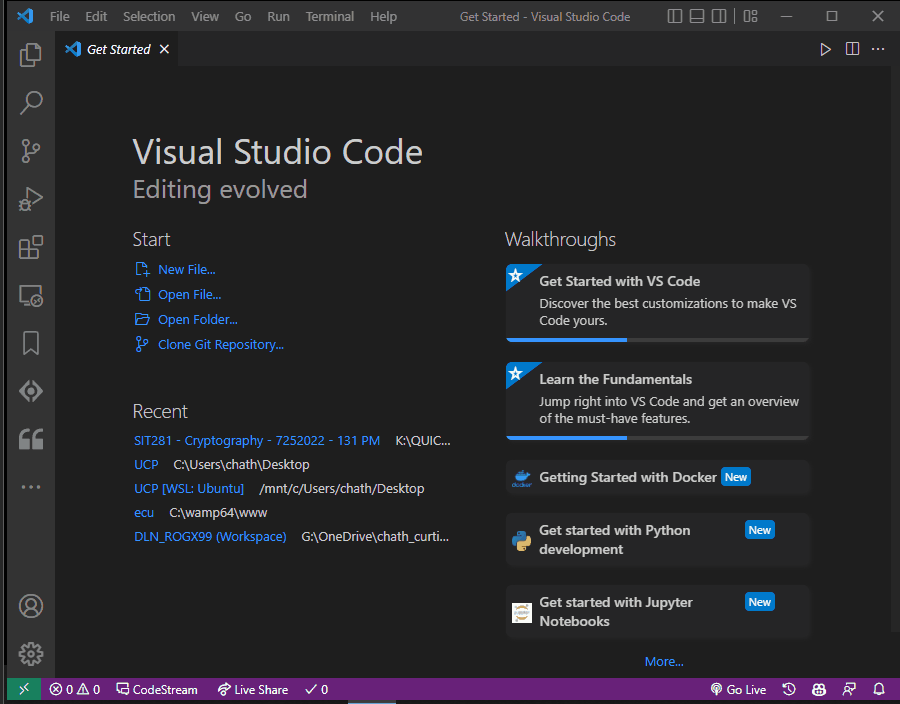 File Edit Selection View Go Run Terminal Help Get Started - Visual Studio Code
Get Started
Visual Studio Code
Editing evolved
Start
New File...
Open File...
Open Folder...
Clone Git Repository...
Recent
SIT281 - Cryptography - 7252022 - 131 PM K:\QUIC...
UCP C:\Users\chath\Desktop
UCP [WSL: Ubuntu] /mnt/c/Users/chath/Desktop
ecu C:\wamp64\www
DLN_ROGX99 (Workspace) G:\OneDrive\chath_curti...
Walkthroughs
Get Started with VS Code
Discover the best customizations to make VS
Code yours.
Learn the Fundamentals
Jump right into VS Code and get an overview
of the must-have features.
Getting Started with Docker New
Get started with Python New
development
Get started with Jupyter New
Notebooks
More...
0 0 CodeStream Live Share 0 Go Live